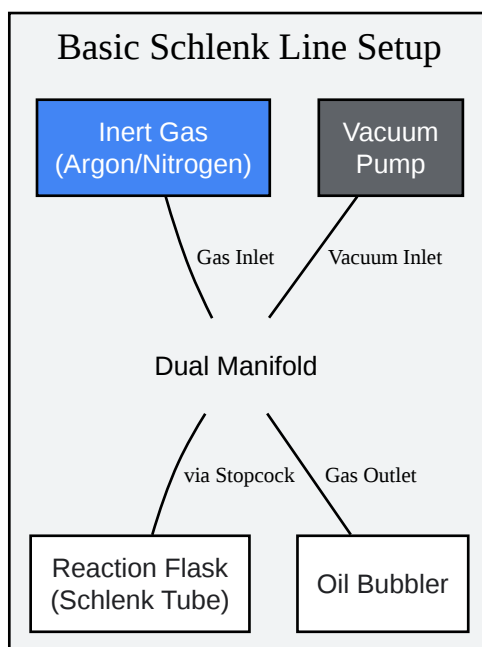 Basic Schlenk Line Setup
Inert Gas
(Argon/Nitrogen)
Vacuum
Pump
Gas Inlet
Vacuum Inlet
Dual Manifold
via Stopcock
Gas Outlet
Reaction Flask
(Schlenk Tube)
Oil Bubbler